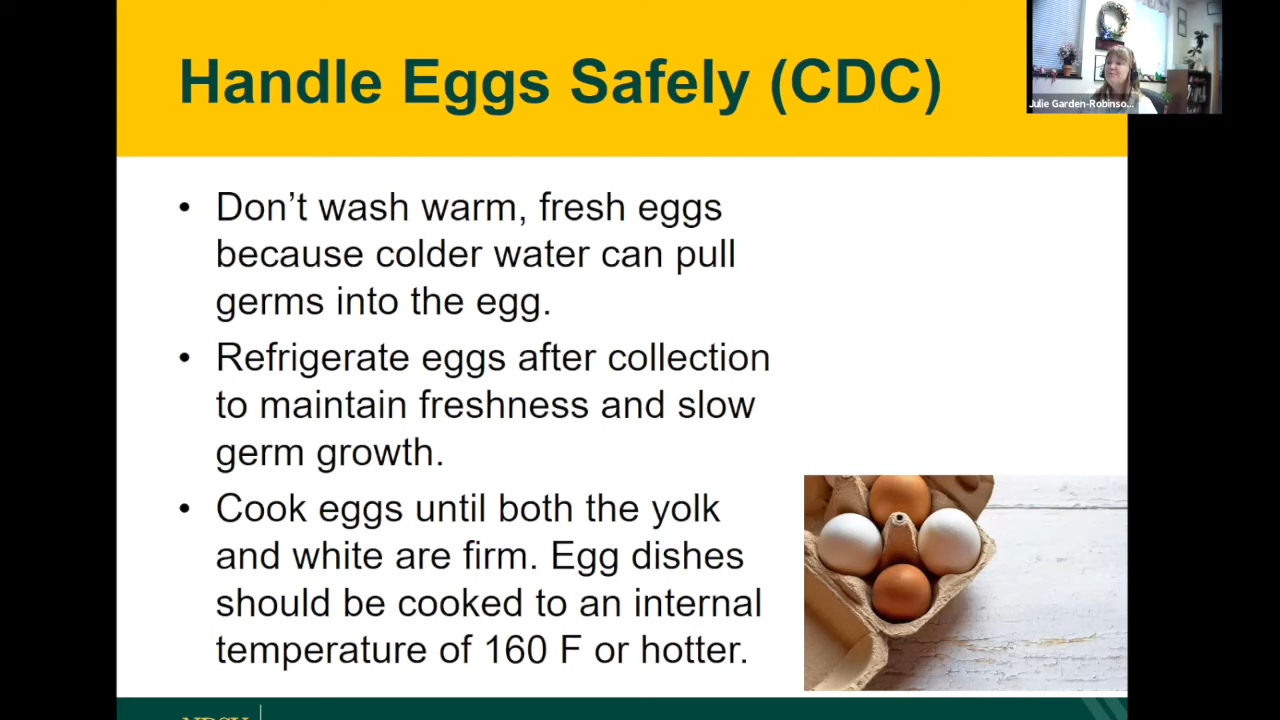 Handle Eggs Safely (CDC)
Julie Garden-Robinso...
• Don’t wash warm, fresh eggs
because colder water can pull
germs into the egg.
• Refrigerate eggs after collection
to maintain freshness and slow
germ growth.
• Cook eggs until both the yolk
and white are firm. Egg dishes
should be cooked to an internal
temperature of 160 F or hotter.